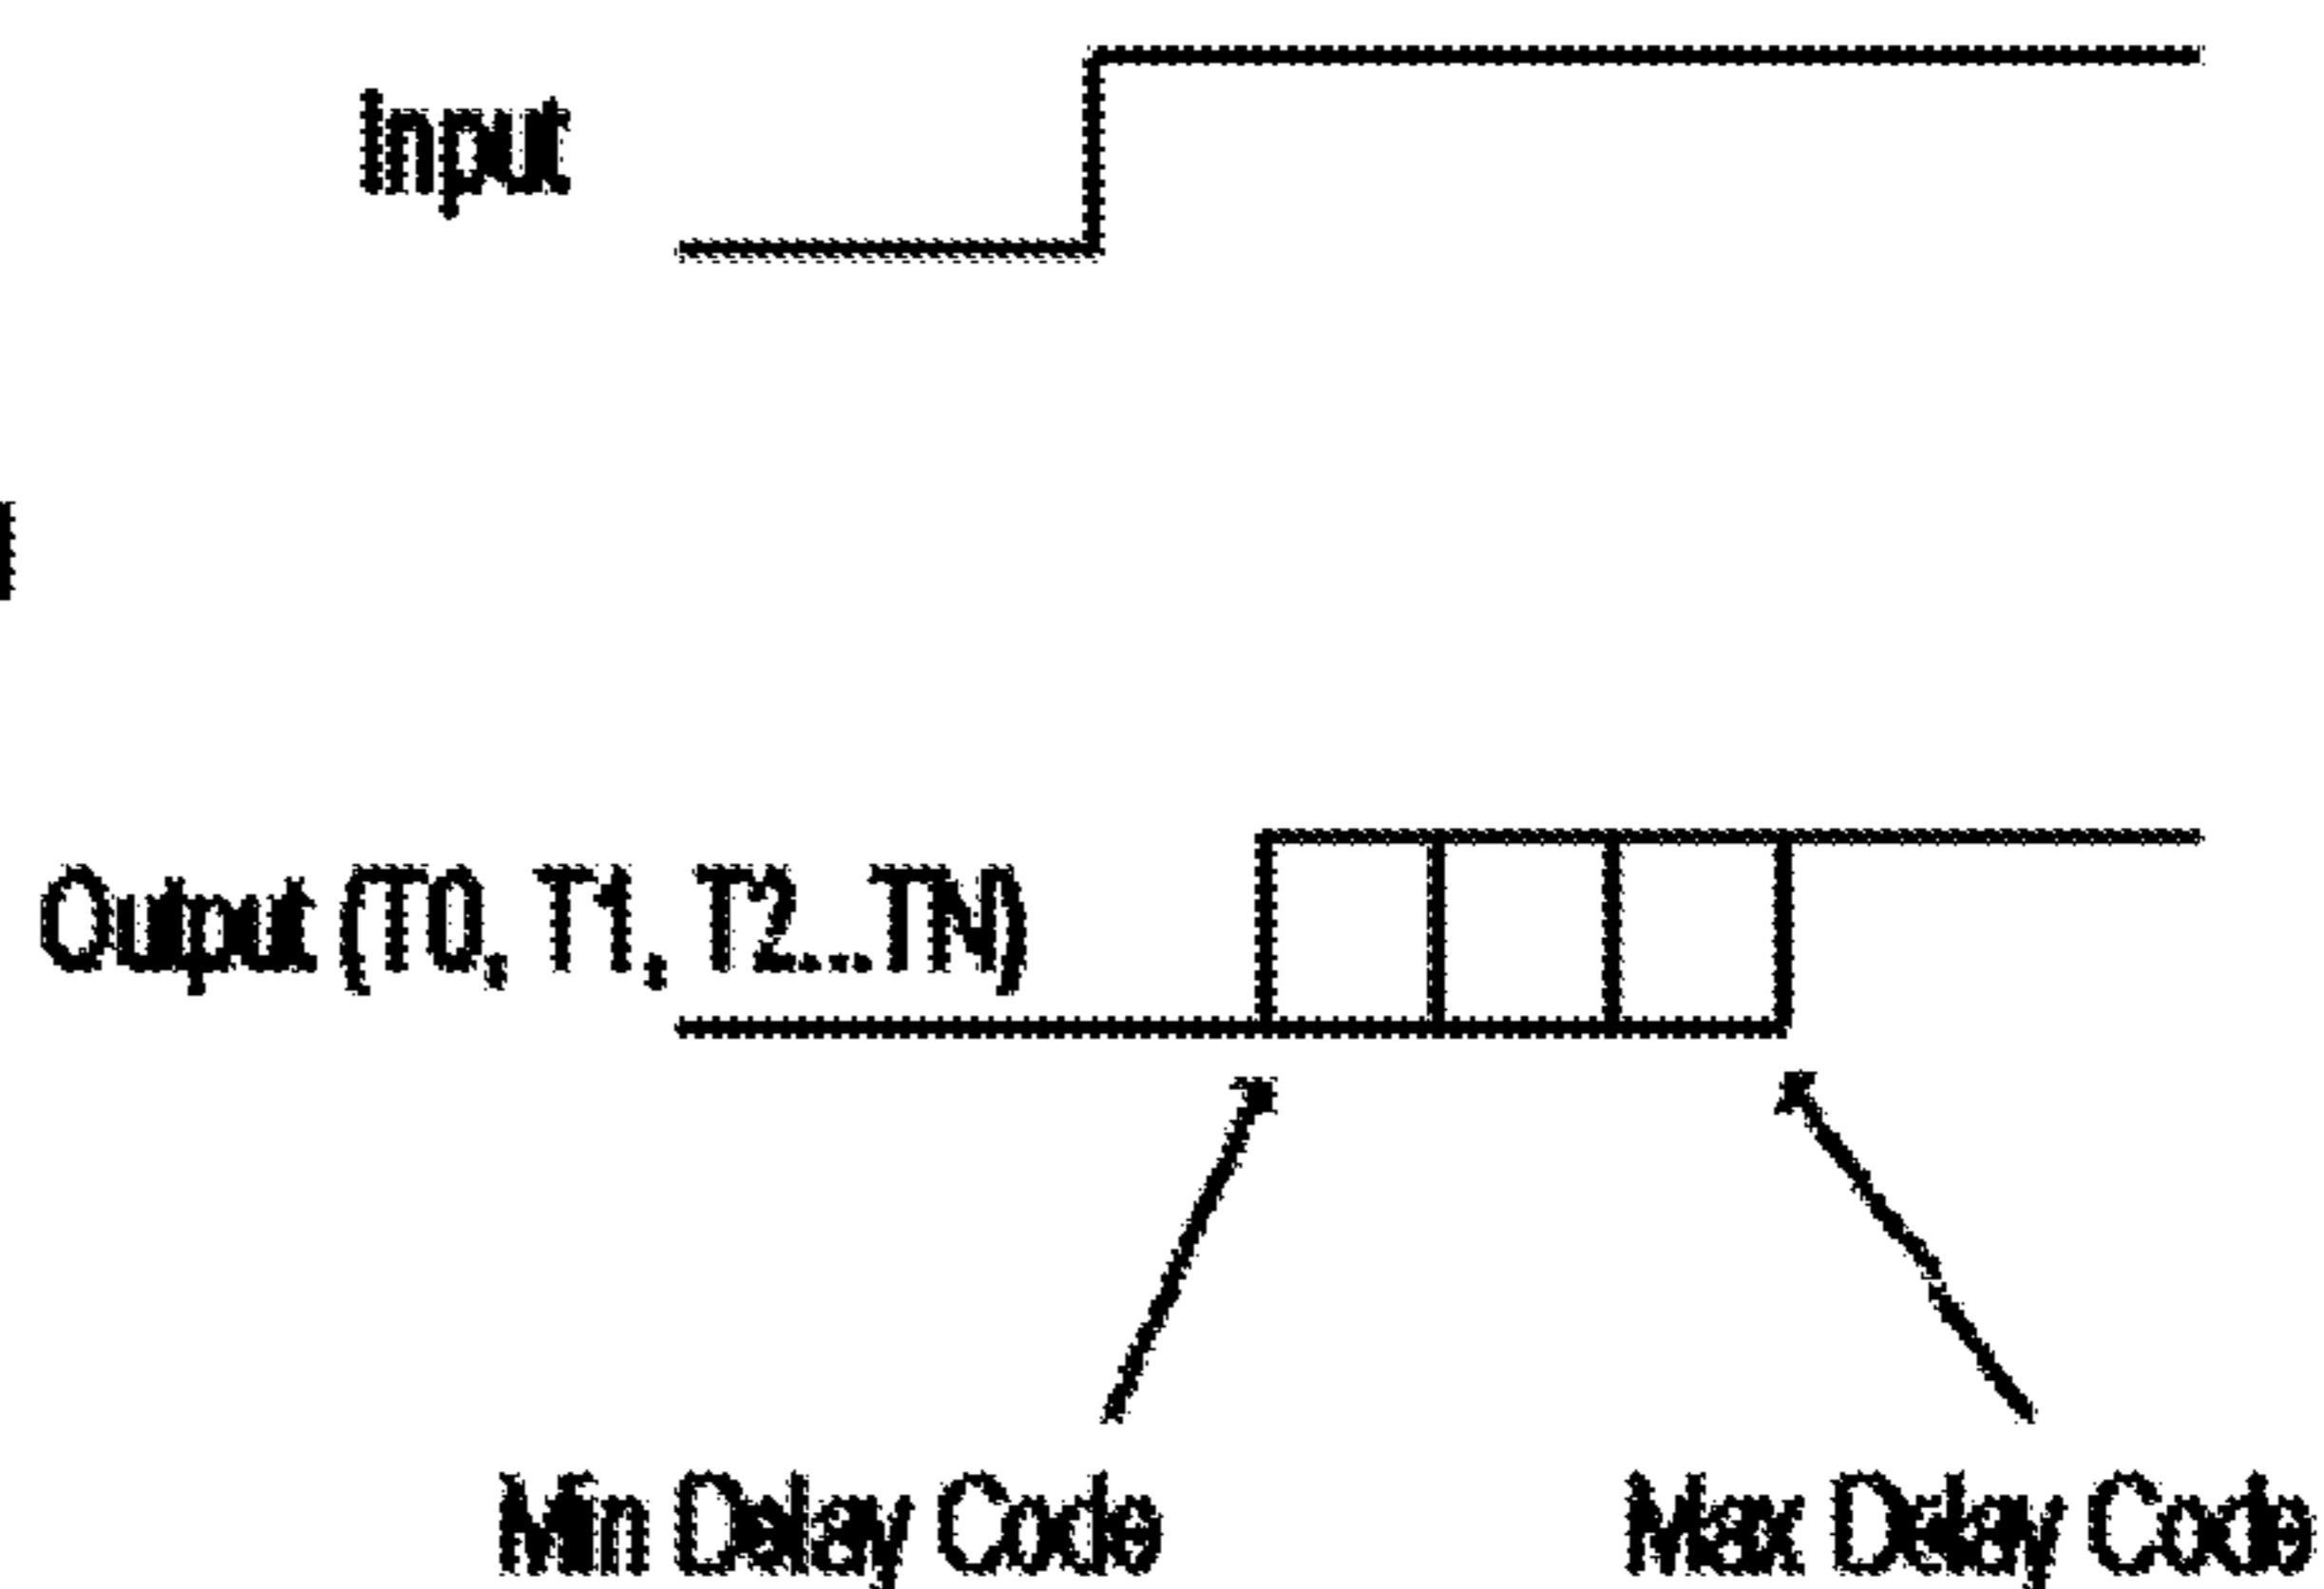 Input
Output (T0, T1, T2...TN)
Min Delay Code
Max Delay Code